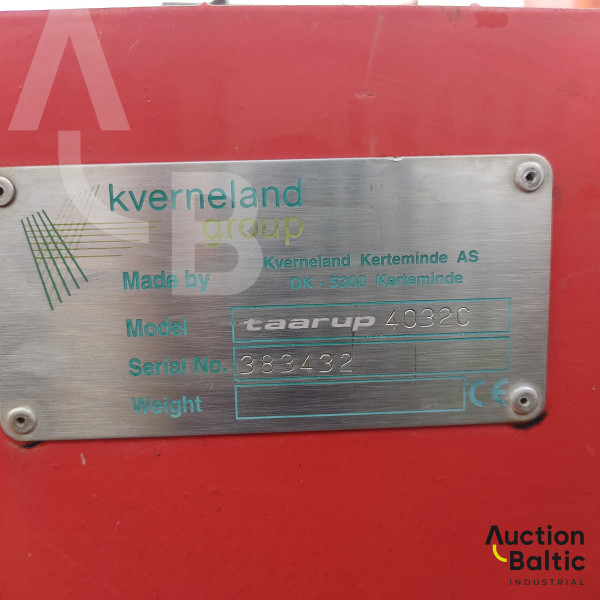 AB
kverneland
group
Made by Kverneland Kerteminde AS
DK - 5300 Kerteminde
Model taarup 4032C
Serial No. 383432
Weight
CE
Auction
Baltic
INDUSTRIAL